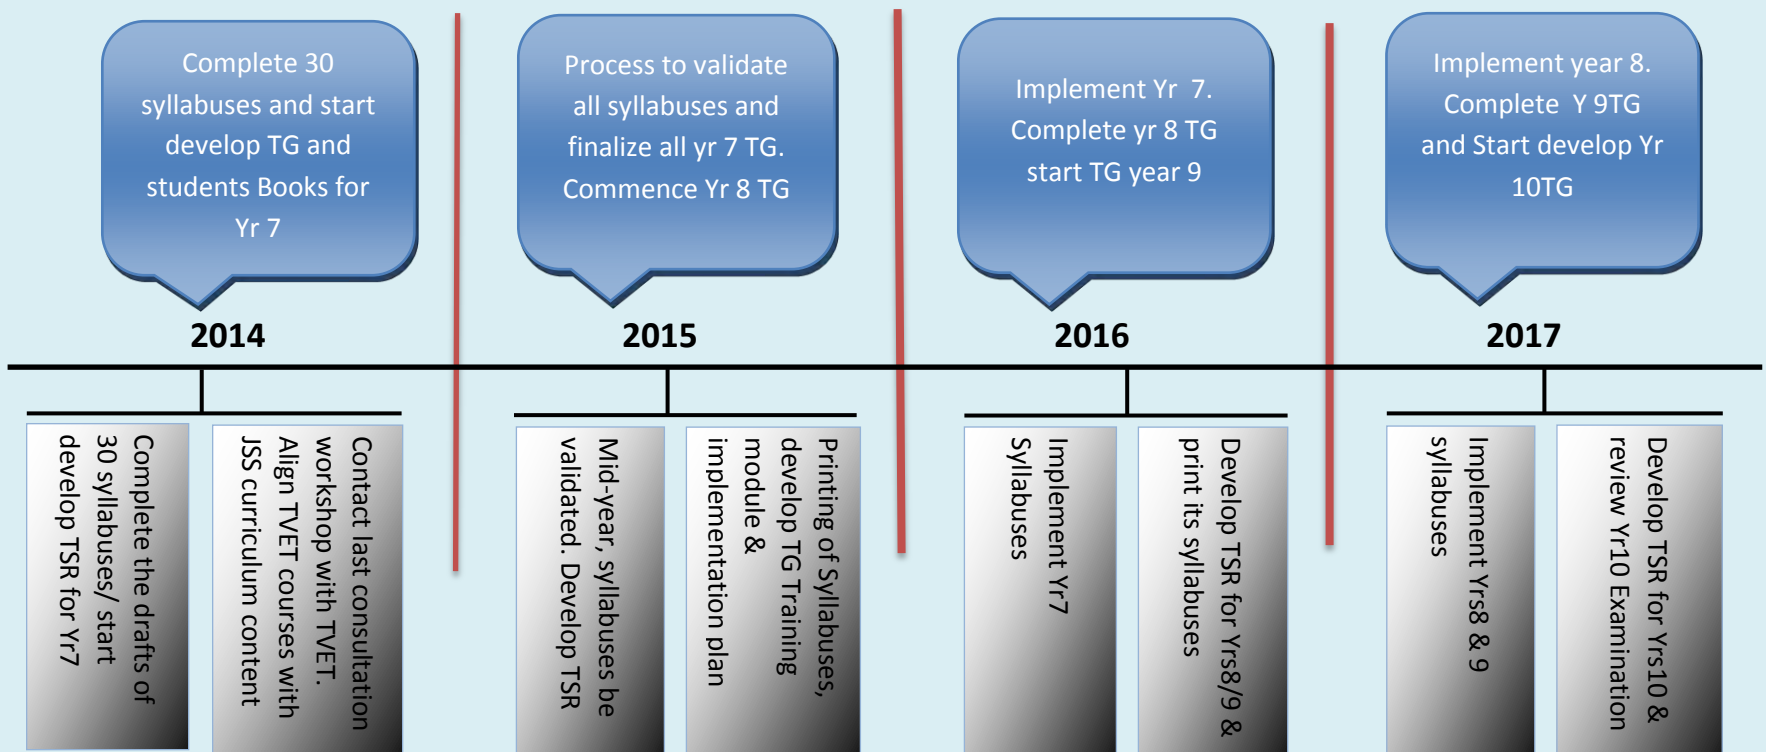 Complete 30
syllabuses and start
develop TG and
students Books for
Yr 7
Process to validate
all syllabuses and
finalize all yr 7 TG.
Commence Yr 8 TG
Implement Yr 7.
Complete yr 8 TG
start TG year 9
Implement year 8.
Complete Y 9TG
and Start develop Yr
10TG
2014
2015
2016
2017
Complete the drafts of
30 syllabuses/ start
develop TSR for Yr7
Contact last consultation
workshop with TVET.
Align TVET courses with
JSS curriculum content
Mid-year, syllabuses be
validated. Develop TSR
Printing of Syllabuses,
develop TG Training
module &
implementation plan
Implement Yr7
Syllabuses
Develop TSR for Yrs8/9 &
print its syllabuses
Implement Yrs8 & 9
syllabuses
Develop TSR for Yrs10 &
review Yr10 Examination